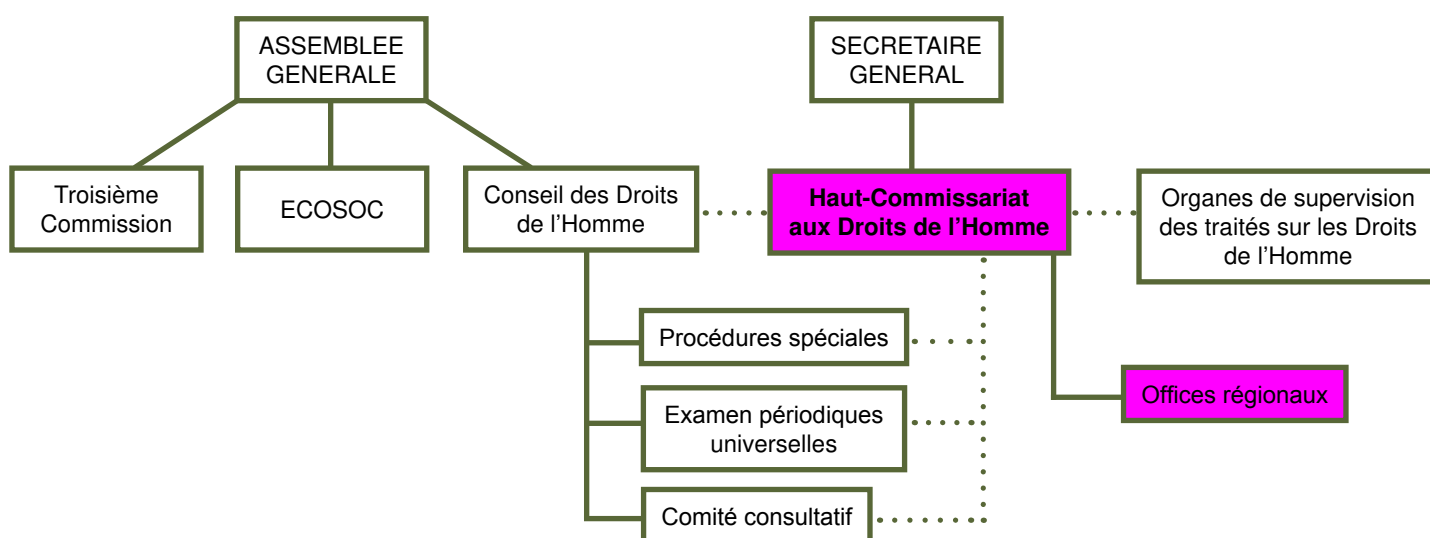 ASSEMBLEE
GENERALE
SECRETAIRE
GENERAL
Troisième
Commission
ECOSOC
Conseil des Droits
de l'Homme
Haut-Commissariat
aux Droits de l'Homme
Organes de supervision
des traités sur les Droits
de l'Homme
Procédures spéciales
Offices régionaux
Examen périodiques
universelles
Comité consultatif